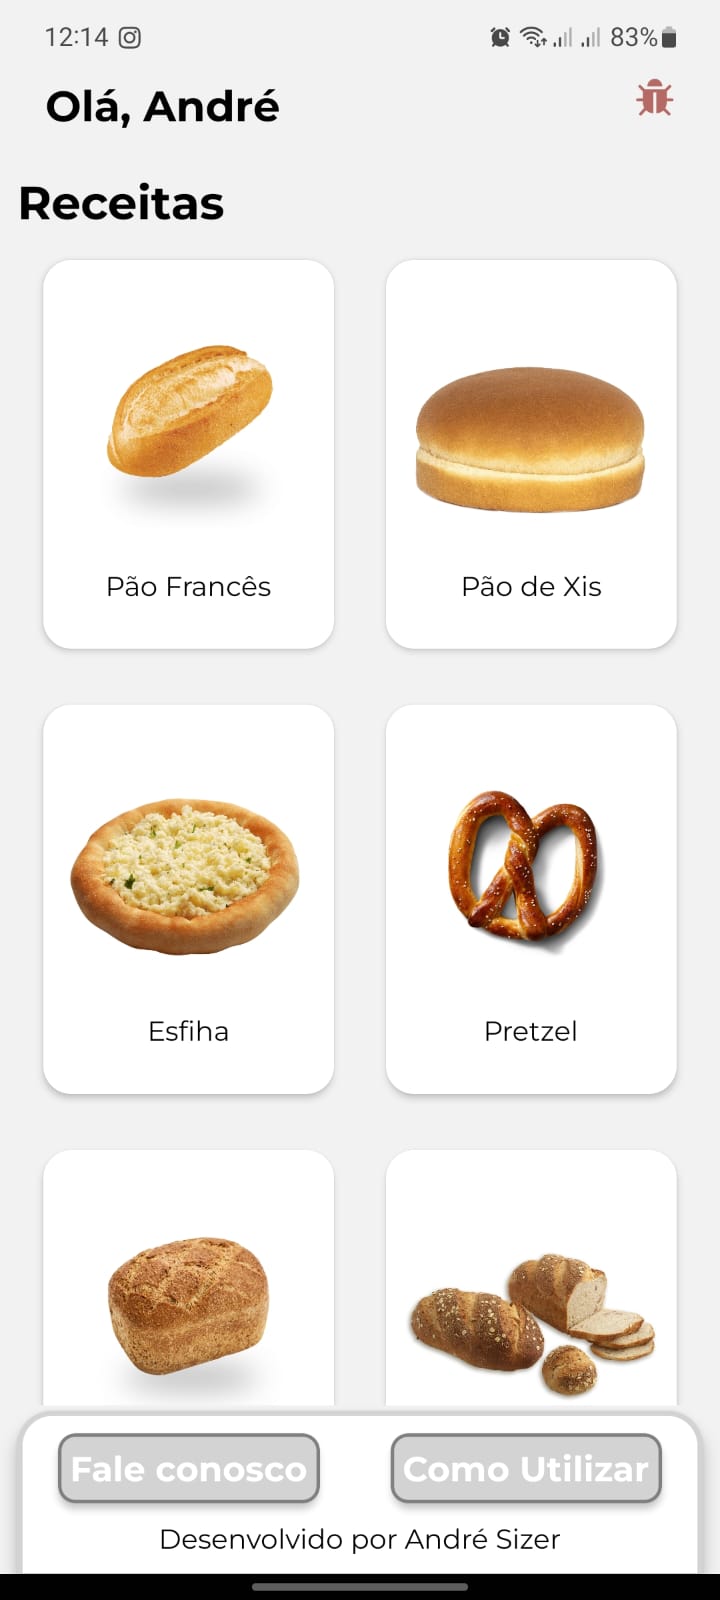 12:14 83%
Olá, André
Receitas
Pão Francês Pão de Xis
Esfiha Pretzel
Fale conosco Como Utilizar
Desenvolvido por André Sizer